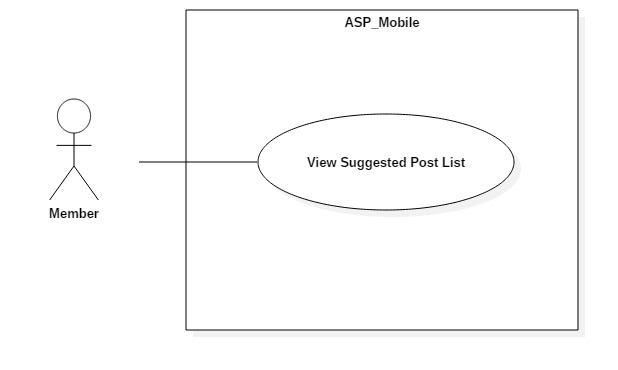 ASP_Mobile
View Suggested Post List
Member